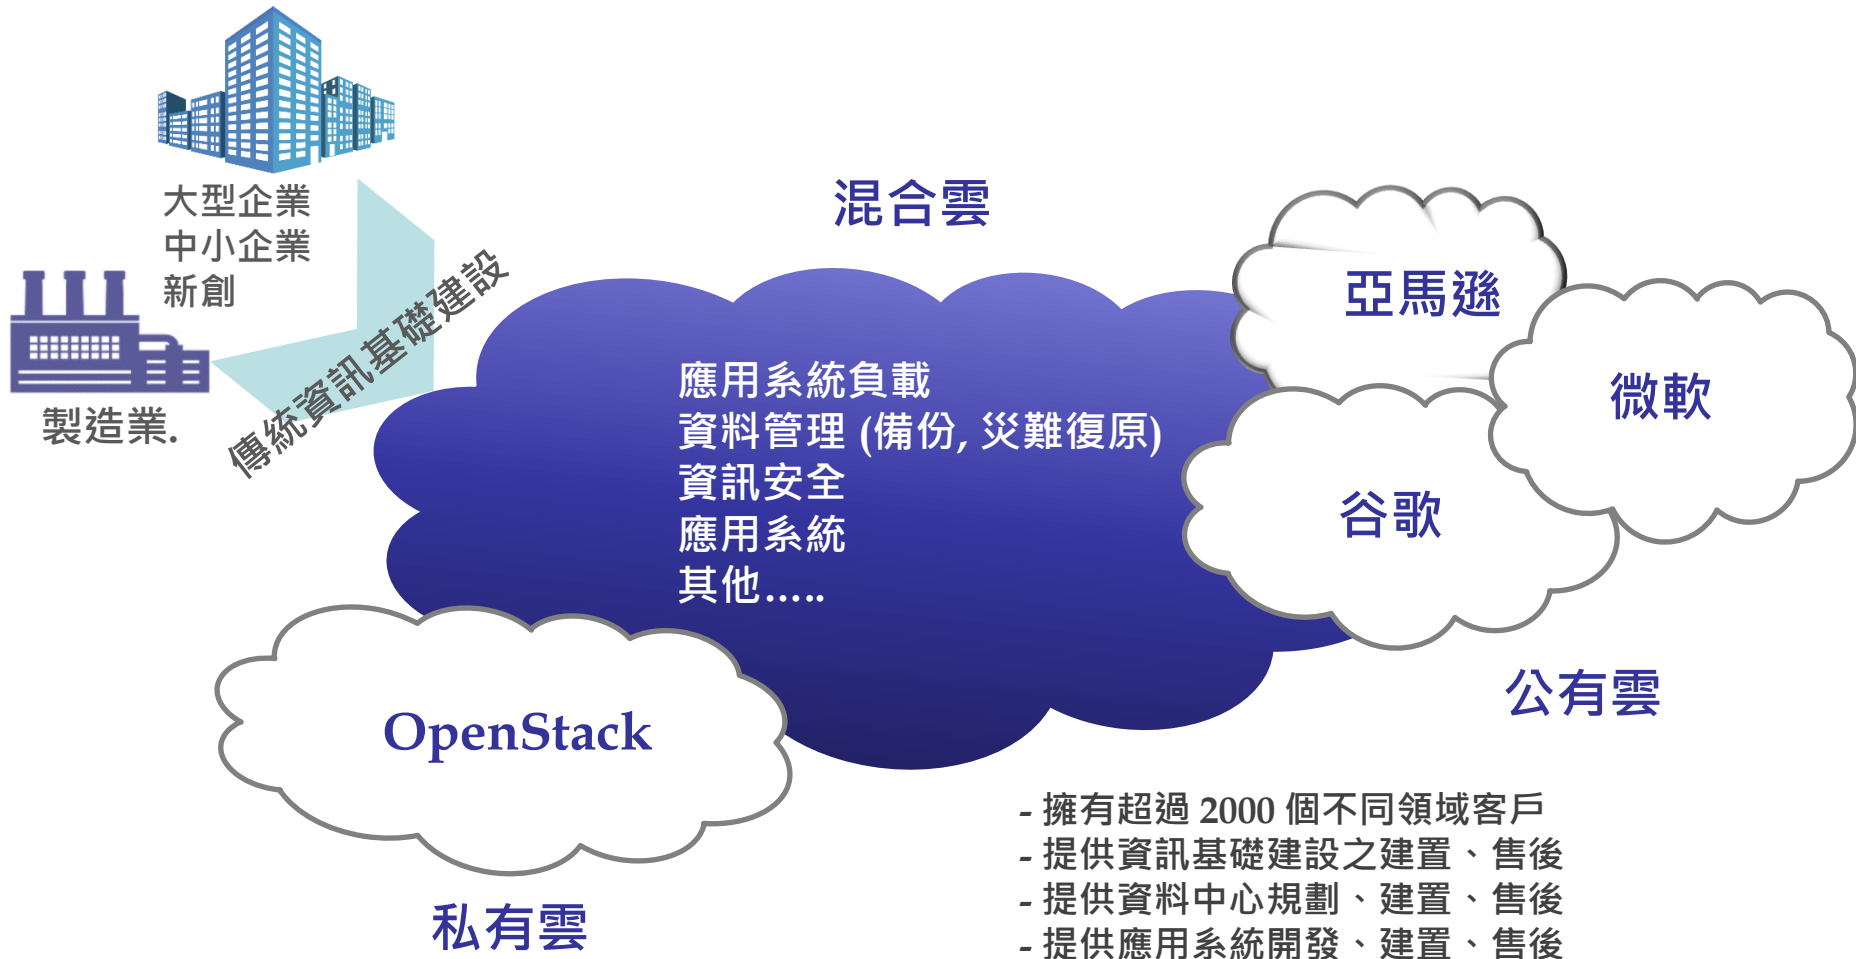 大型企業
中小企業
新創
製造業.
傳統資訊基礎建設
混合雲
應用系統負載
資料管理 (備份, 災難復原)
資訊安全
應用系統
其他…..
亞馬遜
微軟
谷歌
公有雲
OpenStack
私有雲
- 擁有超過 2000 個不同領域客戶
- 提供資訊基礎建設之建置、售後
- 提供資料中心規劃、建置、售後
- 提供應用系統開發、建置、售後